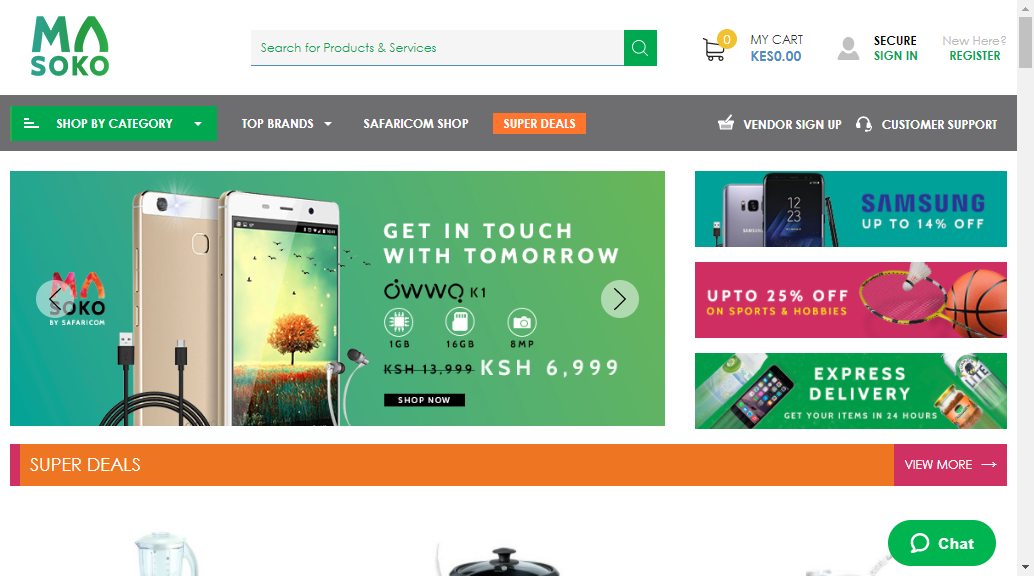 MA
SOKO
Search for Products & Services
0
MY CART
KES0.00
SECURE
SIGN IN
New Here?
REGISTER
SHOP BY CATEGORY
TOP BRANDS
SAFARICOM SHOP
SUPER DEALS
VENDOR SIGN UP
CUSTOMER SUPPORT
MA
SOKO
BY SAFARICOM
GET IN TOUCH
WITH TOMORROW
OWWO K1
1GB
16GB
8MP
KSH 13,999 KSH 6,999
SHOP NOW
SAMSUNG
12
23
SAMSUNG
UP TO 14% OFF
UPTO 25% OFF
ON SPORTS & HOBBIES
EXPRESS
DELIVERY
GET YOUR ITEMS IN 24 HOURS
SUPER DEALS
VIEW MORE
Chat